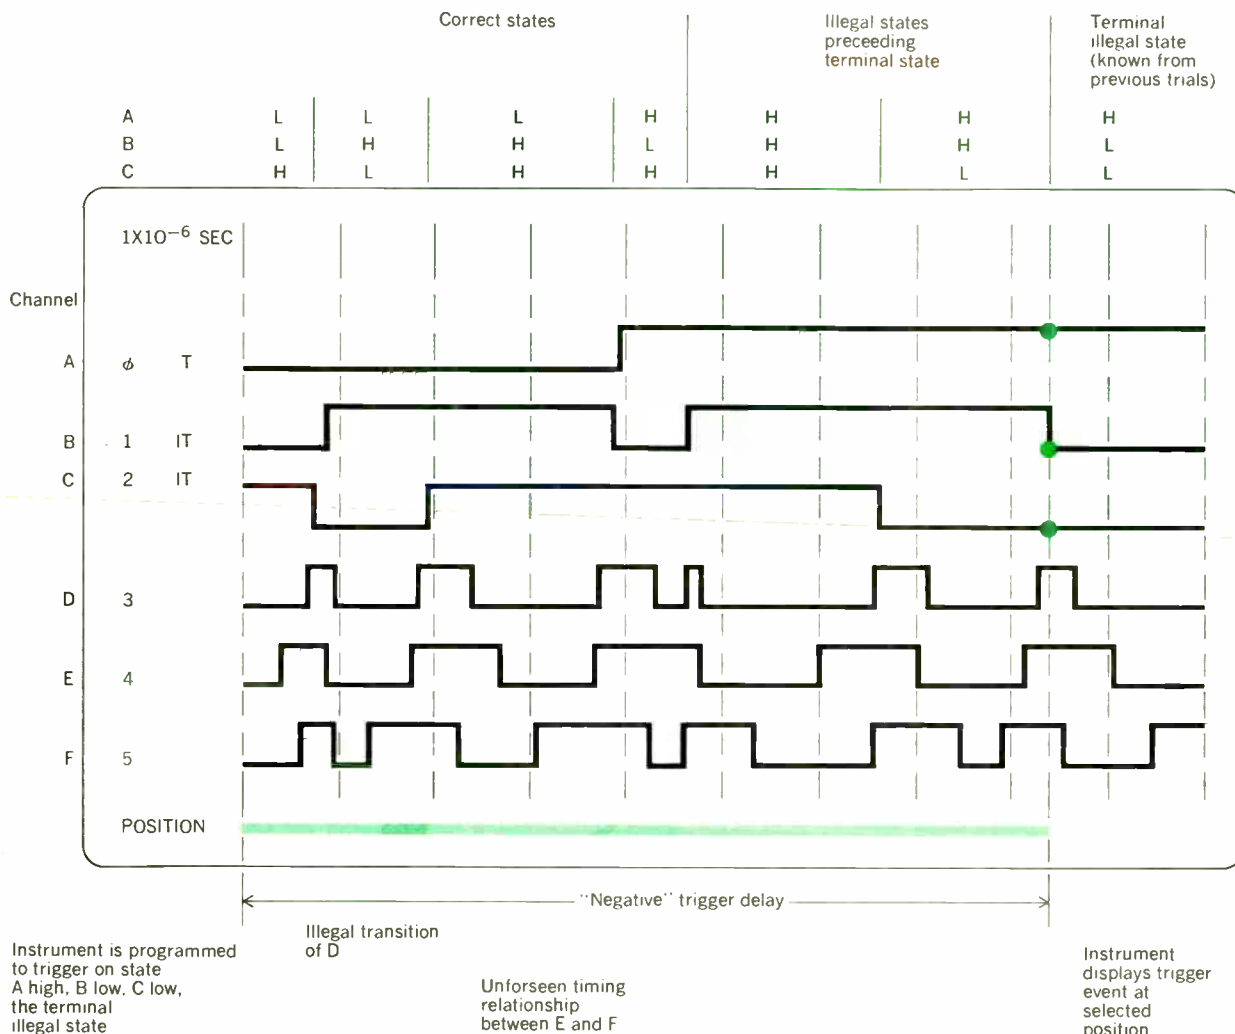 Correct states
Illegal states
preceeding
terminal state
Terminal
illegal state
(known from
previous trials)
A L L L H H H H
B L H H L H H L
C H L H H H L L
1X10⁻⁶ SEC
Channel
A ϕ T
B 1 IT
C 2 IT
D 3
E 4
F 5
POSITION
"Negative" trigger delay
Instrument is programmed
to trigger on state
A high, B low, C low,
the terminal
illegal state
Illegal transition
of D
Unforseen timing
relationship
between E and F
Instrument
displays trigger
event at
selected
position